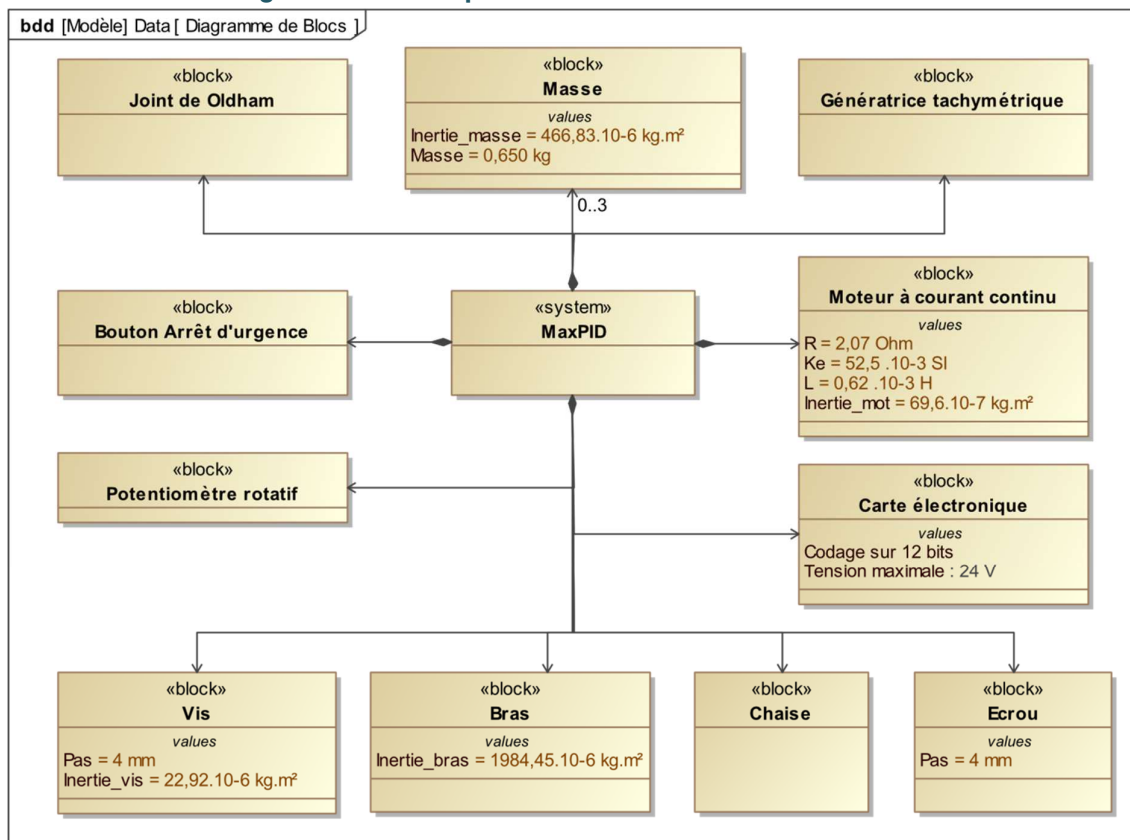 bdd [Modèle] Data [ Diagramme de Blocs ]
«block»
Joint de Oldham
«block»
Masse
values
Inertie_masse = 466,83.10-6 kg.m²
Masse = 0,650 kg
«block»
Génératrice tachymétrique
0..3
«block»
Bouton Arrêt d'urgence
«system»
MaxPID
«block»
Moteur à courant continu
values
R = 2,07 Ohm
Ke = 52,5 .10-3 SI
L = 0,62 .10-3 H
Inertie_mot = 69,6.10-7 kg.m²
«block»
Potentiomètre rotatif
«block»
Carte électronique
values
Codage sur 12 bits
Tension maximale : 24 V
«block»
Vis
values
Pas = 4 mm
Inertie_vis = 22,92.10-6 kg.m²
«block»
Bras
values
Inertie_bras = 1984,45.10-6 kg.m²
«block»
Chaise
«block»
Ecrou
values
Pas = 4 mm